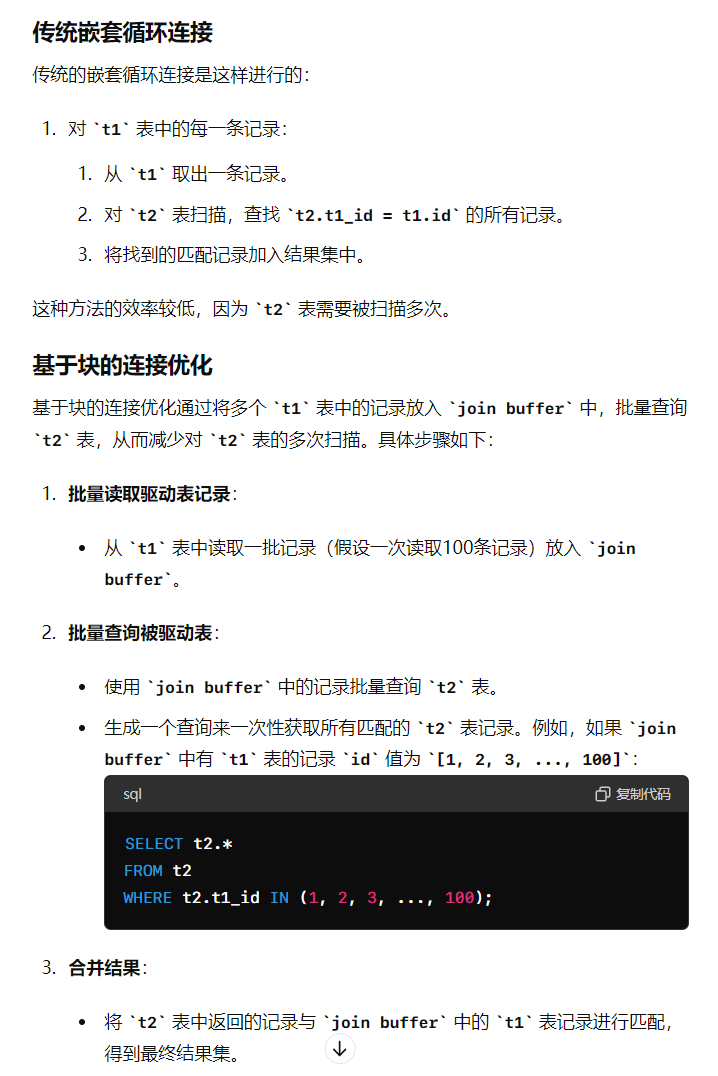 传统嵌套循环连接
传统的嵌套循环连接是这样进行的：
1. 对 `t1` 表中的每一条记录：
1. 从 `t1` 取出一条记录。
2. 对 `t2` 表扫描，查找 `t2.t1_id = t1.id` 的所有记录。
3. 将找到的匹配记录加入结果集中。
这种方法的效率较低，因为 `t2` 表需要被扫描多次。
基于块的连接优化
基于块的连接优化通过将多个 `t1` 表中的记录放入 `join buffer` 中，批量查询
`t2` 表，从而减少对 `t2` 表的多次扫描。具体步骤如下：
1. 批量读取驱动表记录：
• 从 `t1` 表中读取一批记录（假设一次读取100条记录）放入 `join
buffer`。
2. 批量查询被驱动表：
• 使用 `join buffer` 中的记录批量查询 `t2` 表。
• 生成一个查询来一次性获取所有匹配的 `t2` 表记录。例如，如果 `join
buffer` 中有 `t1` 表的记录 `id` 值为 `[1, 2, 3, ..., 100]`：
sql 复制代码
SELECT t2.*
FROM t2
WHERE t2.t1_id IN (1, 2, 3, ..., 100);
3. 合并结果：
• 将 `t2` 表中返回的记录与 `join buffer` 中的 `t1` 表记录进行匹配，
得到最终结果集。